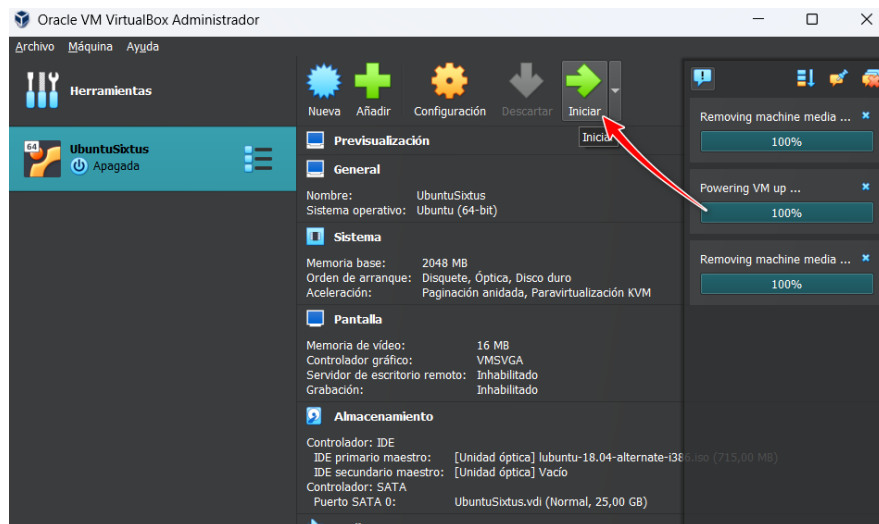 Oracle VM VirtualBox Administrador
Archivo Máquina Ayuda
Herramientas
64
UbuntuSixtus
Apagada
Nueva Añadir Configuración Descartar Iniciar
Iniciar
Previsualización
General
Nombre: UbuntuSixtus
Sistema operativo: Ubuntu (64-bit)
Sistema
Memoria base: 2048 MB
Orden de arranque: Disquete, Óptica, Disco duro
Aceleración: Paginación anidada, Paravirtualización KVM
Pantalla
Memoria de vídeo: 16 MB
Controlador gráfico: VMSVGA
Servidor de escritorio remoto: Inhabilitado
Grabación: Inhabilitado
Almacenamiento
Controlador: IDE
IDE primario maestro: [Unidad óptica] lubuntu-18.04-alternate-i386.iso (715,00 MB)
IDE secundario maestro: [Unidad óptica] Vacío
Controlador: SATA
Puerto SATA 0: UbuntuSixtus.vdi (Normal, 25,00 GB)
Removing machine media ...
100%
Powering VM up ...
100%
Removing machine media ...
100%